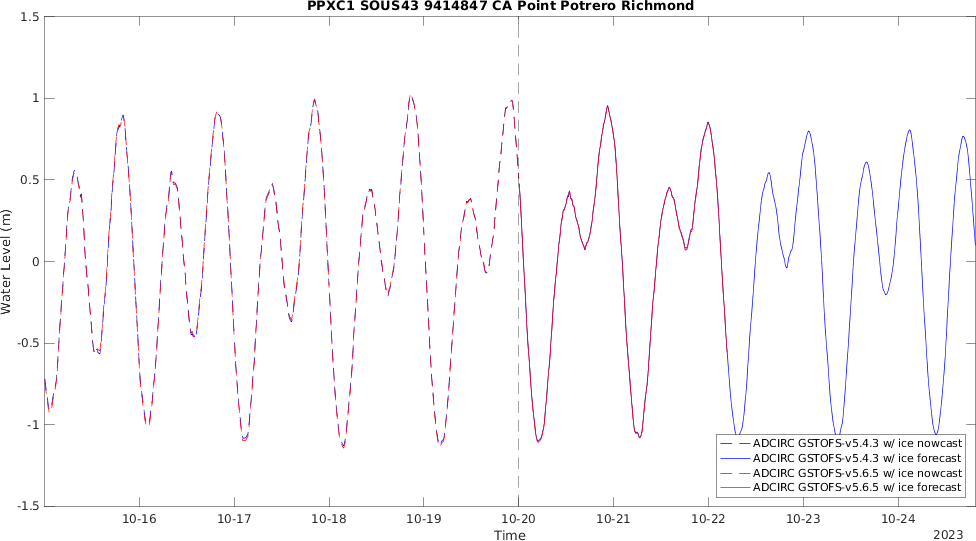 PPXC1 SOUS43 9414847 CA Point Potrero Richmond
1.5
1
0.5
0
-0.5
-1
-1.5
Water Level (m)
10-16 10-17 10-18 10-19 10-20 10-21 10-22 10-23 10-24
Time
2023
ADCIRC GSTOFS-v5.4.3 w/ ice nowcast
ADCIRC GSTOFS-v5.4.3 w/ ice forecast
ADCIRC GSTOFS-v5.6.5 w/ ice nowcast
ADCIRC GSTOFS-v5.6.5 w/ ice forecast